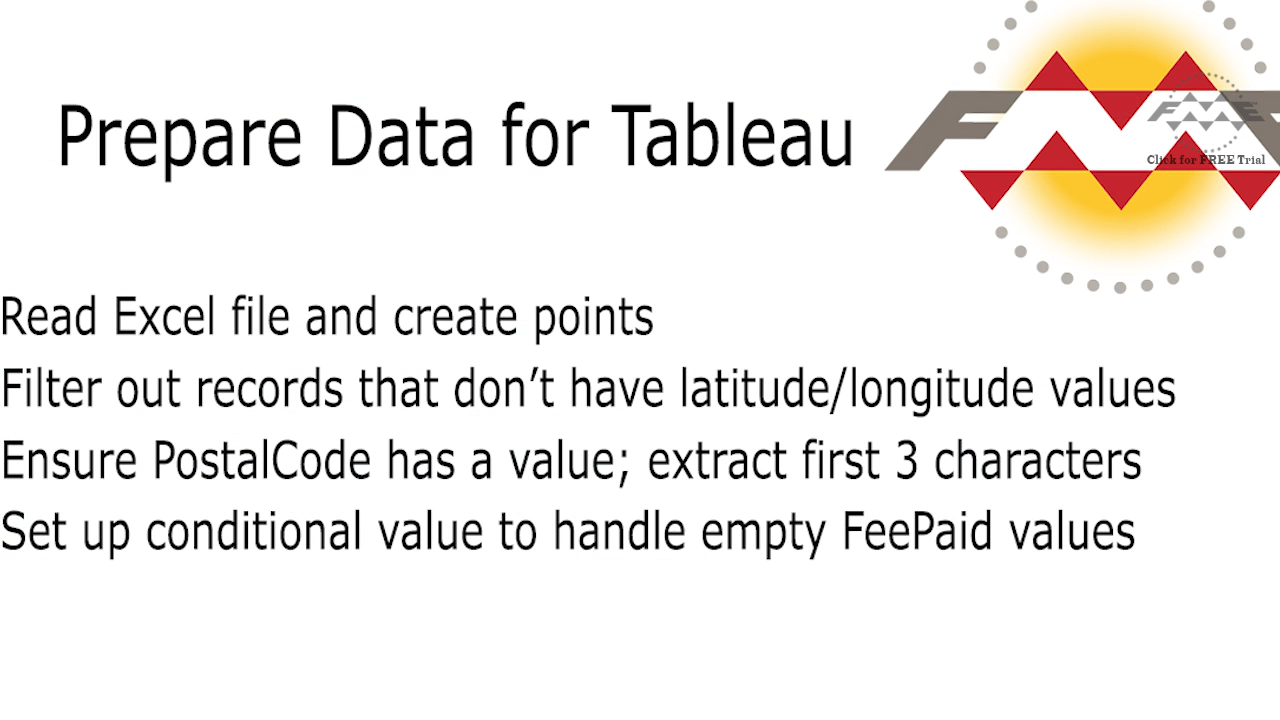 Prepare Data for Tableau
FME
Click for FREE Trial
Read Excel file and create points
Filter out records that don’t have latitude/longitude values
Ensure PostalCode has a value; extract first 3 characters
Set up conditional value to handle empty FeePaid values